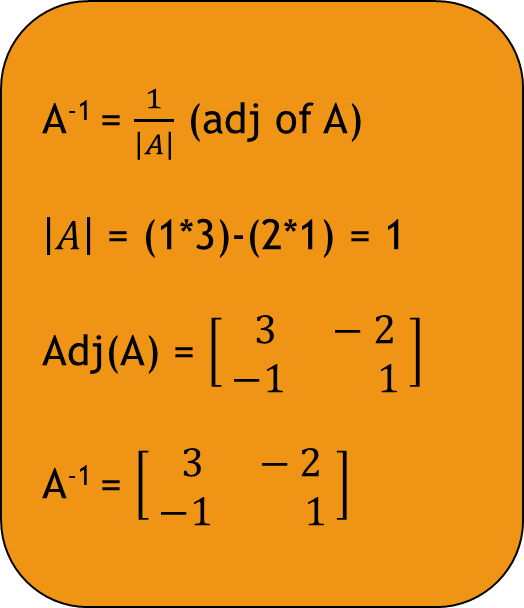 A⁻¹ = 1/|A| (adj of A)
|A| = (1*3)-(2*1) = 1
Adj(A) = [3 −2
−1 1]
A⁻¹ = [3 −2
−1 1]